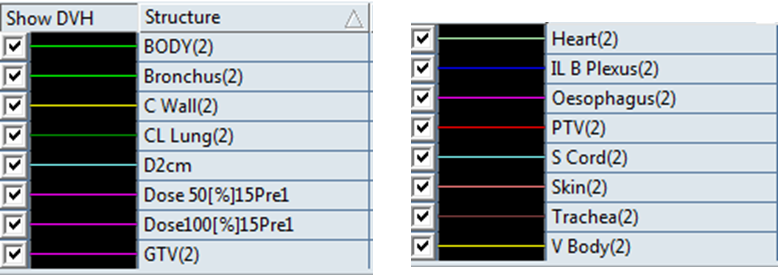 Show DVH Structure
BODY(2)
Bronchus(2)
C Wall(2)
CL Lung(2)
D2cm
Dose 50[%]15Pre1
Dose100[%]15Pre1
GTV(2)
Heart(2)
IL B Plexus(2)
Oesophagus(2)
PTV(2)
S Cord(2)
Skin(2)
Trachea(2)
V Body(2)